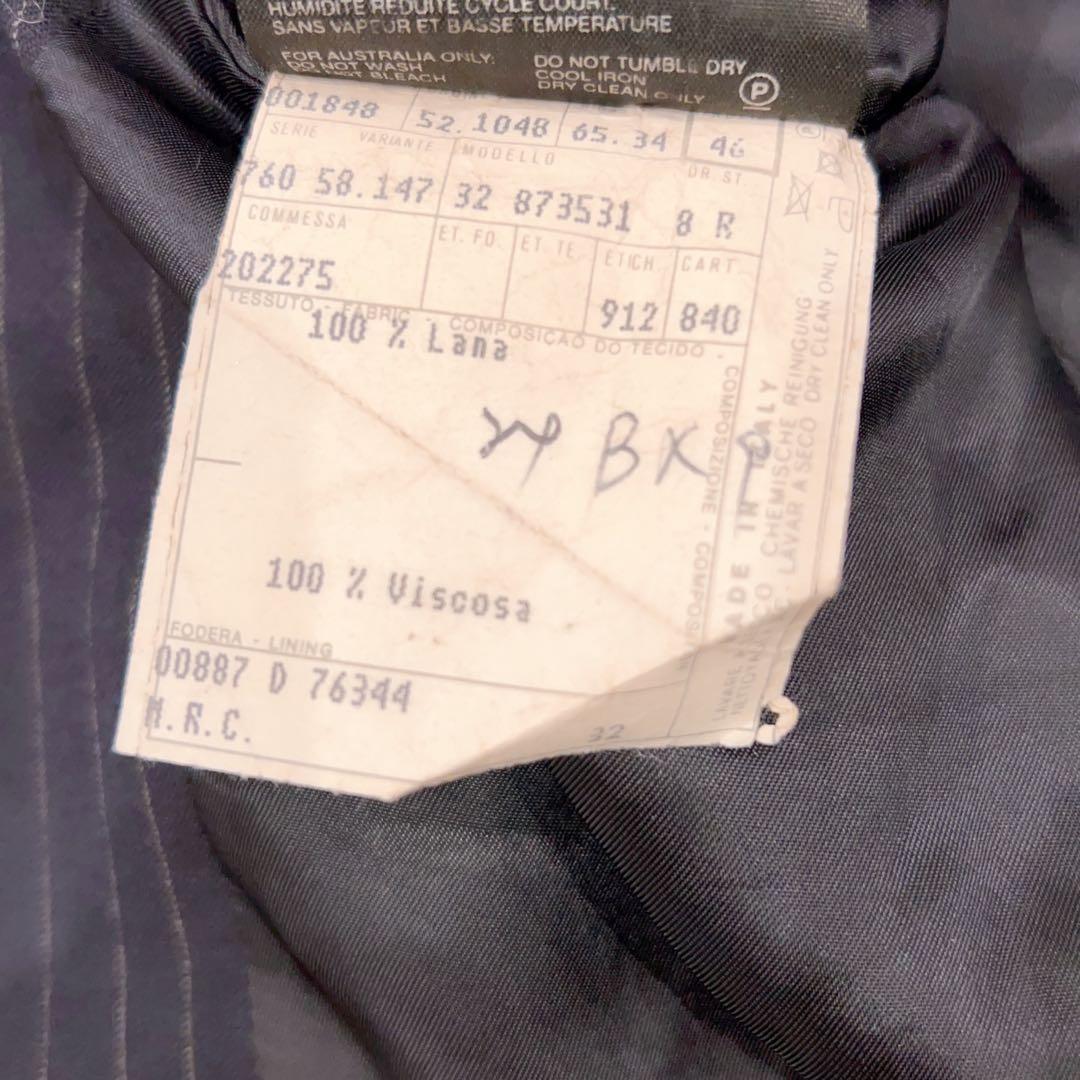 HUMIDITE REDUITE CYCLE COURT.
SANS VAPEUR ET BASSE TEMPERATURE
FOR AUSTRALIA ONLY:
DO NOT WASH
NOT BLEACH
DO NOT TUMBLE DRY
COOL IRON
DRY CLEAN ONLY
P
001848 52.1048 65.34 46
SERIE VARIANTE MODELLO DR. ST.
760 58.147 32 873531 8 R
COMMESSA ET. FO. ET. TE ETICH. CART.
202275 912 840
TESSUTO - FABRIC - COMPOSIÇÃO DO TECIDO -
100 % Lana
BK
100 % Viscosa
FODERA - LINING
00887 D 76344
M.R.C.
32
COMPOSIZIONE
MADE IN ITALY
CHEMISCHE REINIGUNG
LAVAR A SECO DRY CLEAN ONLY